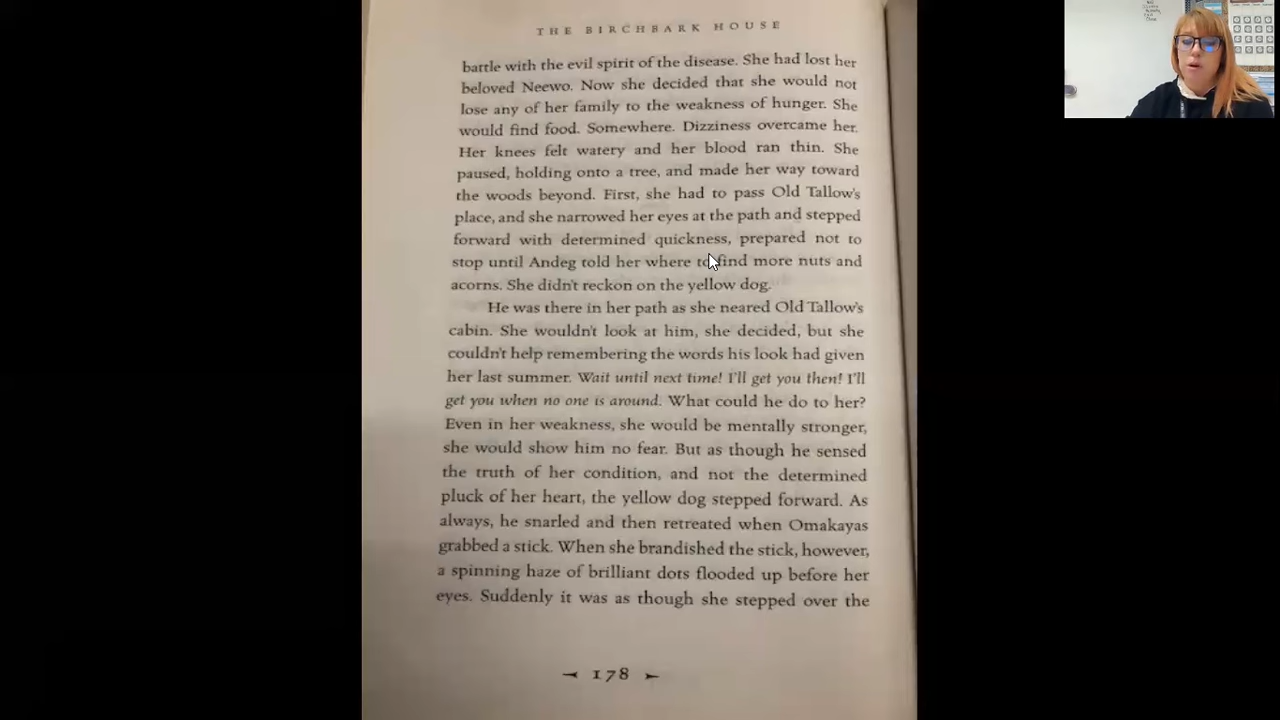 THE BIRCHBARK HOUSE
battle with the evil spirit of the disease. She had lost her
beloved Neewo. Now she decided that she would not
lose any of her family to the weakness of hunger. She
would find food. Somewhere. Dizziness overcame her.
Her knees felt watery and her blood ran thin. She
paused, holding onto a tree, and made her way toward
the woods beyond. First, she had to pass Old Tallow's
place, and she narrowed her eyes at the path and stepped
forward with determined quickness, prepared not to
stop until Andeg told her where to find more nuts and
acorns. She didn't reckon on the yellow dog.
He was there in her path as she neared Old Tallow's
cabin. She wouldn't look at him, she decided, but she
couldn't help remembering the words his look had given
her last summer. Wait until next time! I'll get you then! I'll
get you when no one is around. What could he do to her?
Even in her weakness, she would be mentally stronger,
she would show him no fear. But as though he sensed
the truth of her condition, and not the determined
pluck of her heart, the yellow dog stepped forward. As
always, he snarled and then retreated when Omakayas
grabbed a stick. When she brandished the stick, however,
a spinning haze of brilliant dots flooded up before her
eyes. Suddenly it was as though she stepped over the
178